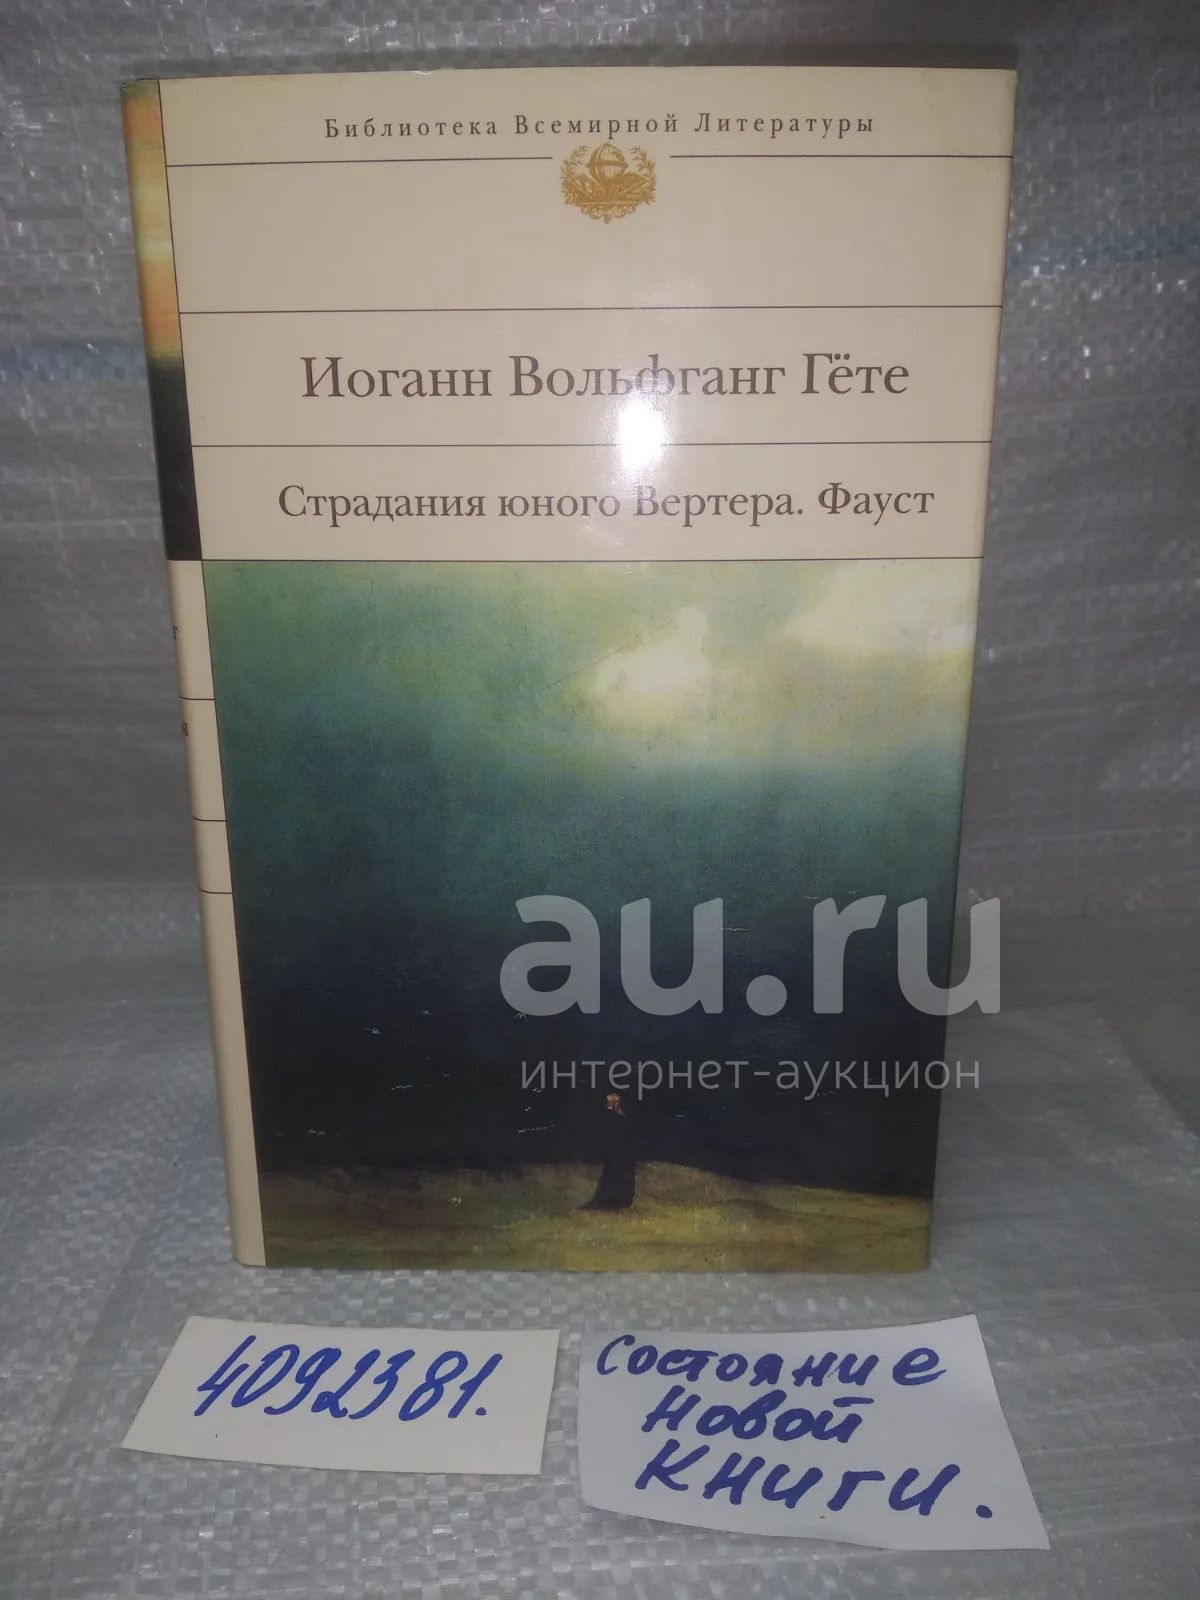 Библиотека Всемирной Литературы
Иоганн Вольфганг Гёте
Страдания юного Вертера. Фауст
au.ru
интернет-аукцион
4092381.
Состояние
новой
книги.